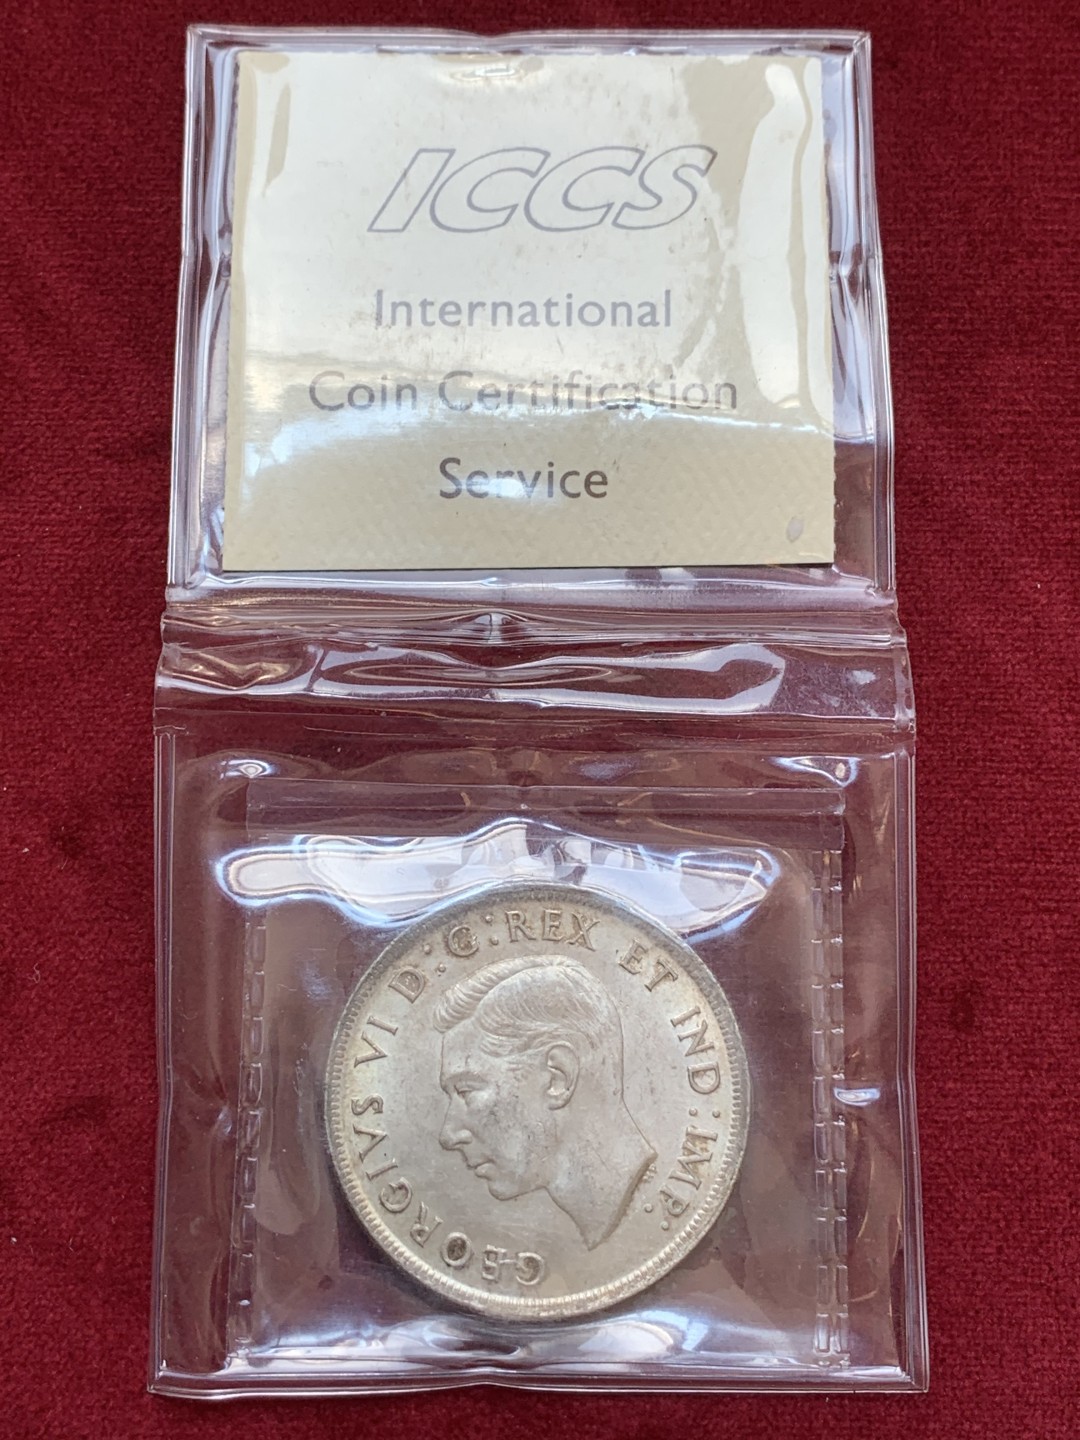 ICCS
International
Coin Certification
Service
GEORGIVS VI D:G:REX ET IND:IMP: